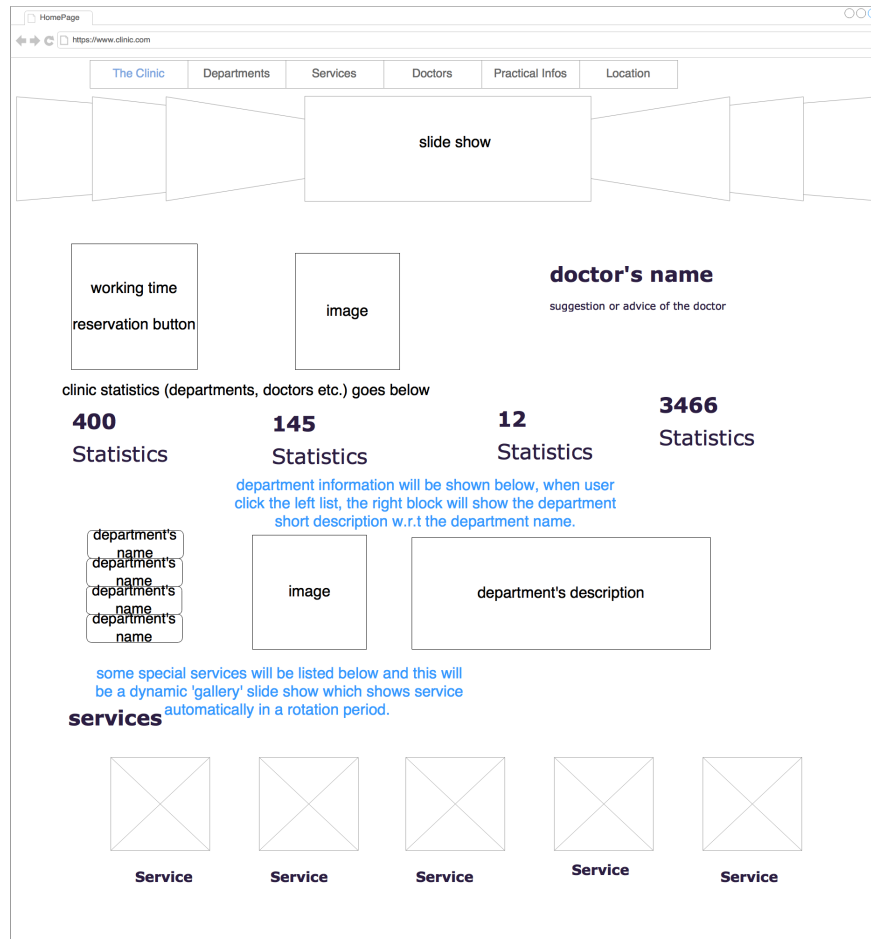 HomePage
https://www.clinic.com
The Clinic
Departments
Services
Doctors
Practical Infos
Location
slide show
working time
reservation button
image
doctor's name
suggestion or advice of the doctor
clinic statistics (departments, doctors etc.) goes below
400
Statistics
145
Statistics
12
Statistics
3466
Statistics
department information will be shown below, when user
click the left list, the right block will show the department
short description w.r.t the department name.
department's
name
department's
name
department's
name
department's
name
image
department's description
some special services will be listed below and this will
be a dynamic 'gallery' slide show which shows service
automatically in a rotation period.
services
Service
Service
Service
Service
Service